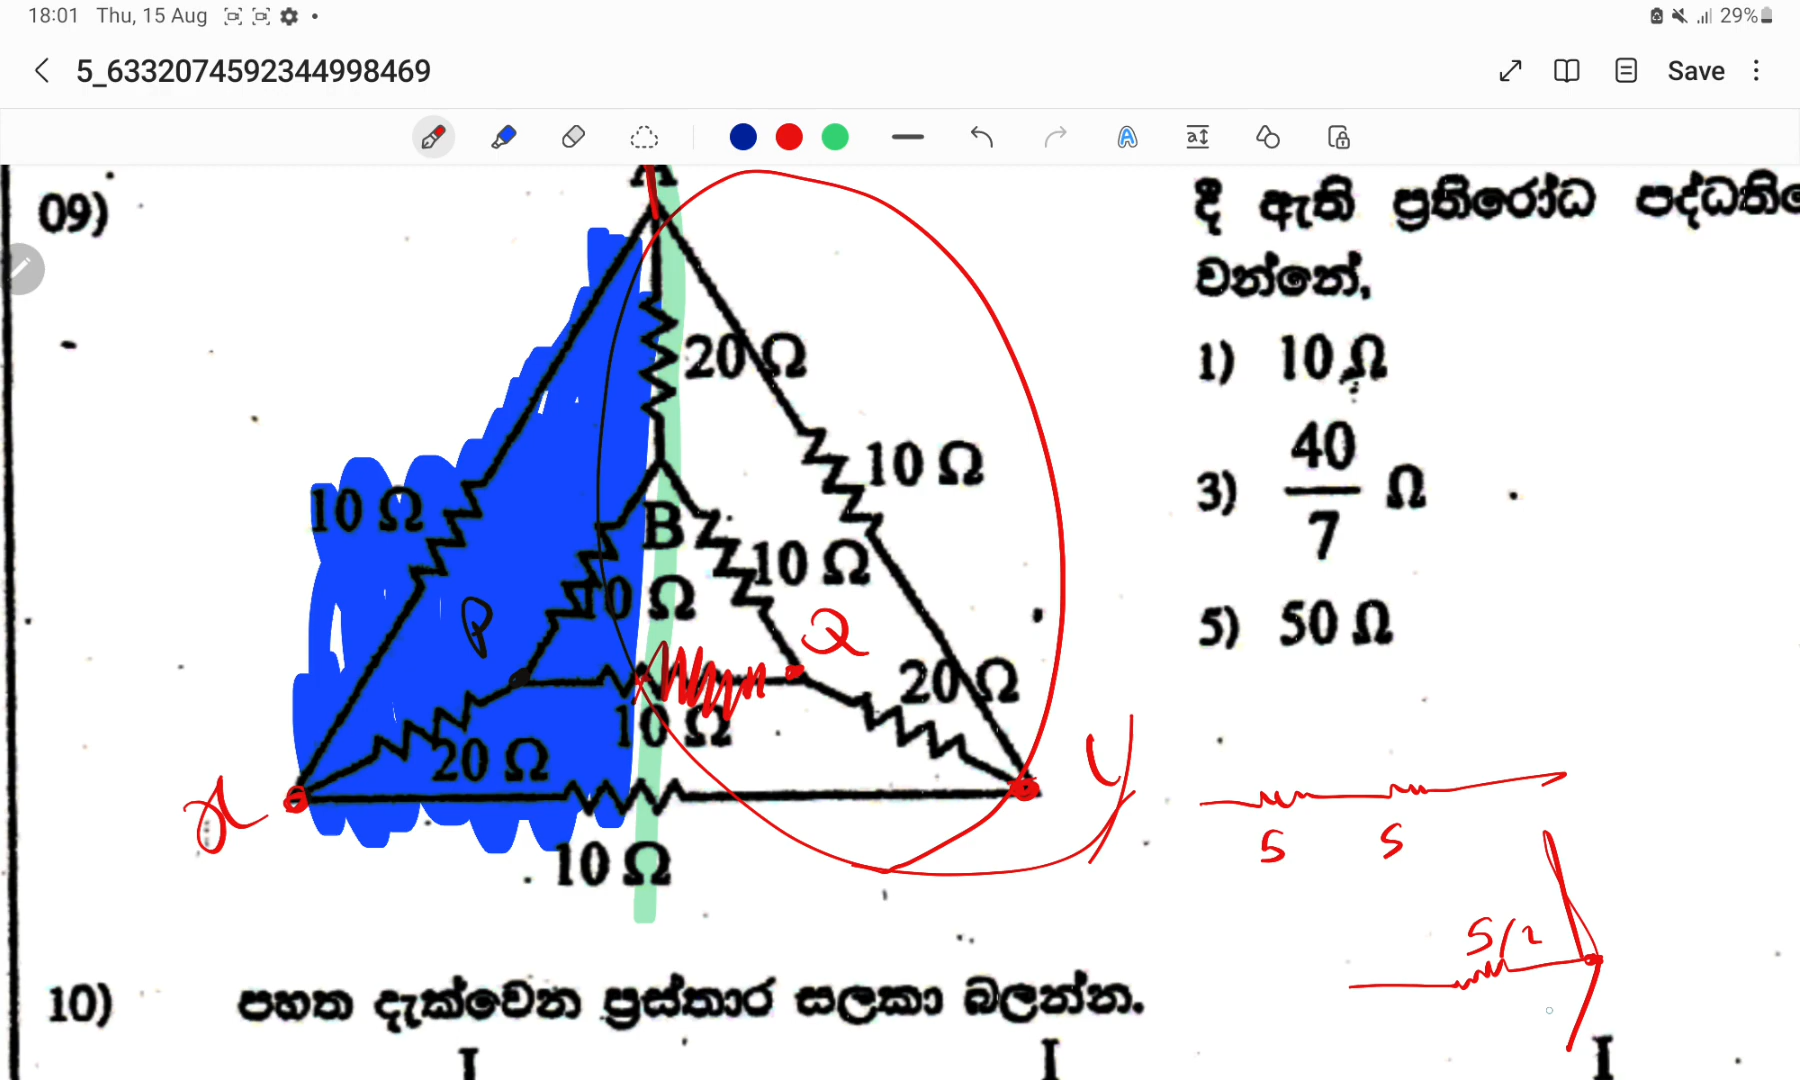 18:01 Thu, 15 Aug
29%
5_6332074592344998469
Save
A
09)
දී ඇති ප්‍රතිරෝධ
වන්නේ,
20 Ω
1) 10 Ω
10 Ω
3) 40/7 Ω
10 Ω
B
10 Ω
10 Ω
P
Q
5) 50 Ω
20 Ω
10 Ω
20 Ω
x
y
10 Ω
5 5
5/2
10) පහත දැක්වෙන ප්‍රස්තාර සලකා බලන්න.
I I I